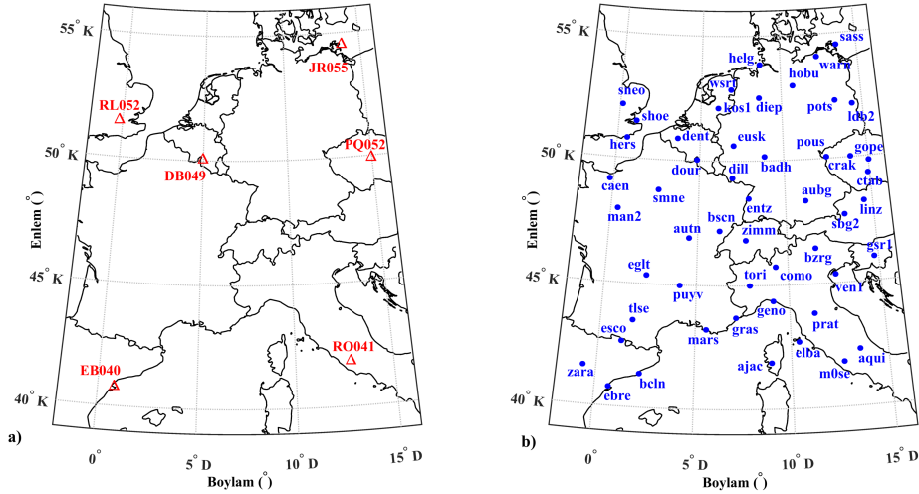 55° K
50° K
45° K
40° K
0°
5° D
10° D
15° D
Enlem (°)
Boylam (°)
a)
JR055
RL052
PQ052
DB049
RO041
EB040
55° K
50° K
45° K
40° K
0°
5° D
10° D
15° D
Enlem (°)
Boylam (°)
b)
sass
warn
helg
hobu
wsrt
sheo
kos1
diep
pots
ldb2
shoe
hers
dent
eusk
pous
gope
crak
dour
dill
badh
ctab
caen
smne
entz
aubg
linz
man2
bscn
sbg2
autn
zimm
gsr1
bzrg
eglt
tori
como
ven1
puyv
geno
tlse
prat
esco
mars
gras
elba
aqui
zara
ajac
m0se
bcln
ebre